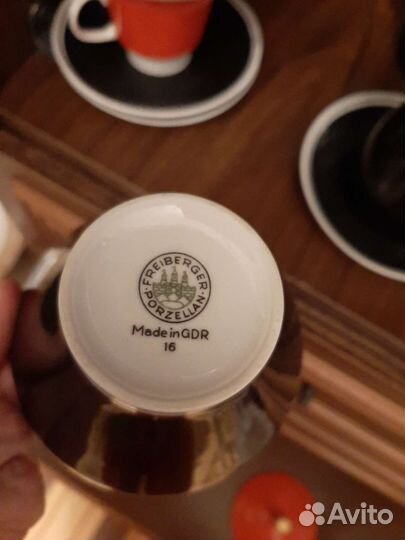 ·FREIBERGER·
PORZELLAN
Made in GDR
16
Avito